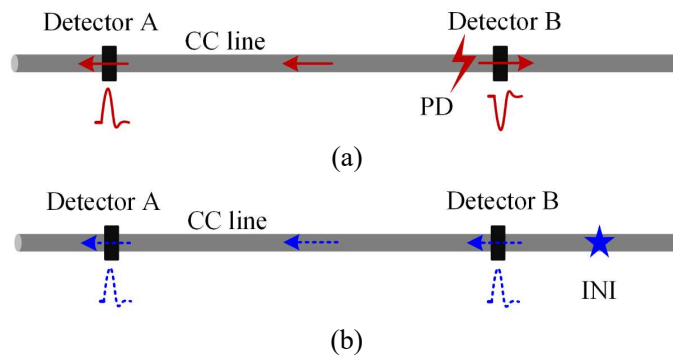 Detector A
CC line
Detector B
PD
(a)
Detector A
CC line
Detector B
INI
(b)